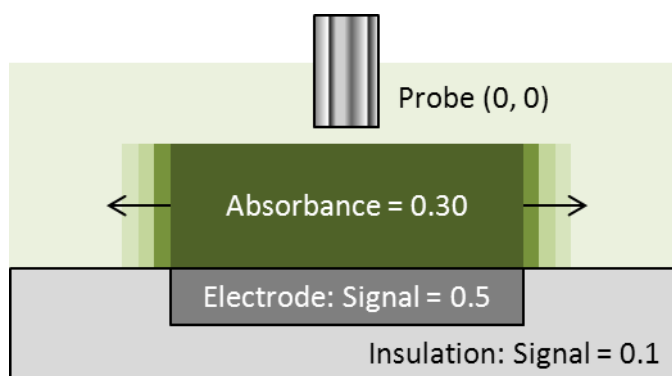 Probe (0, 0)
Absorbance = 0.30
Electrode: Signal = 0.5
Insulation: Signal = 0.1